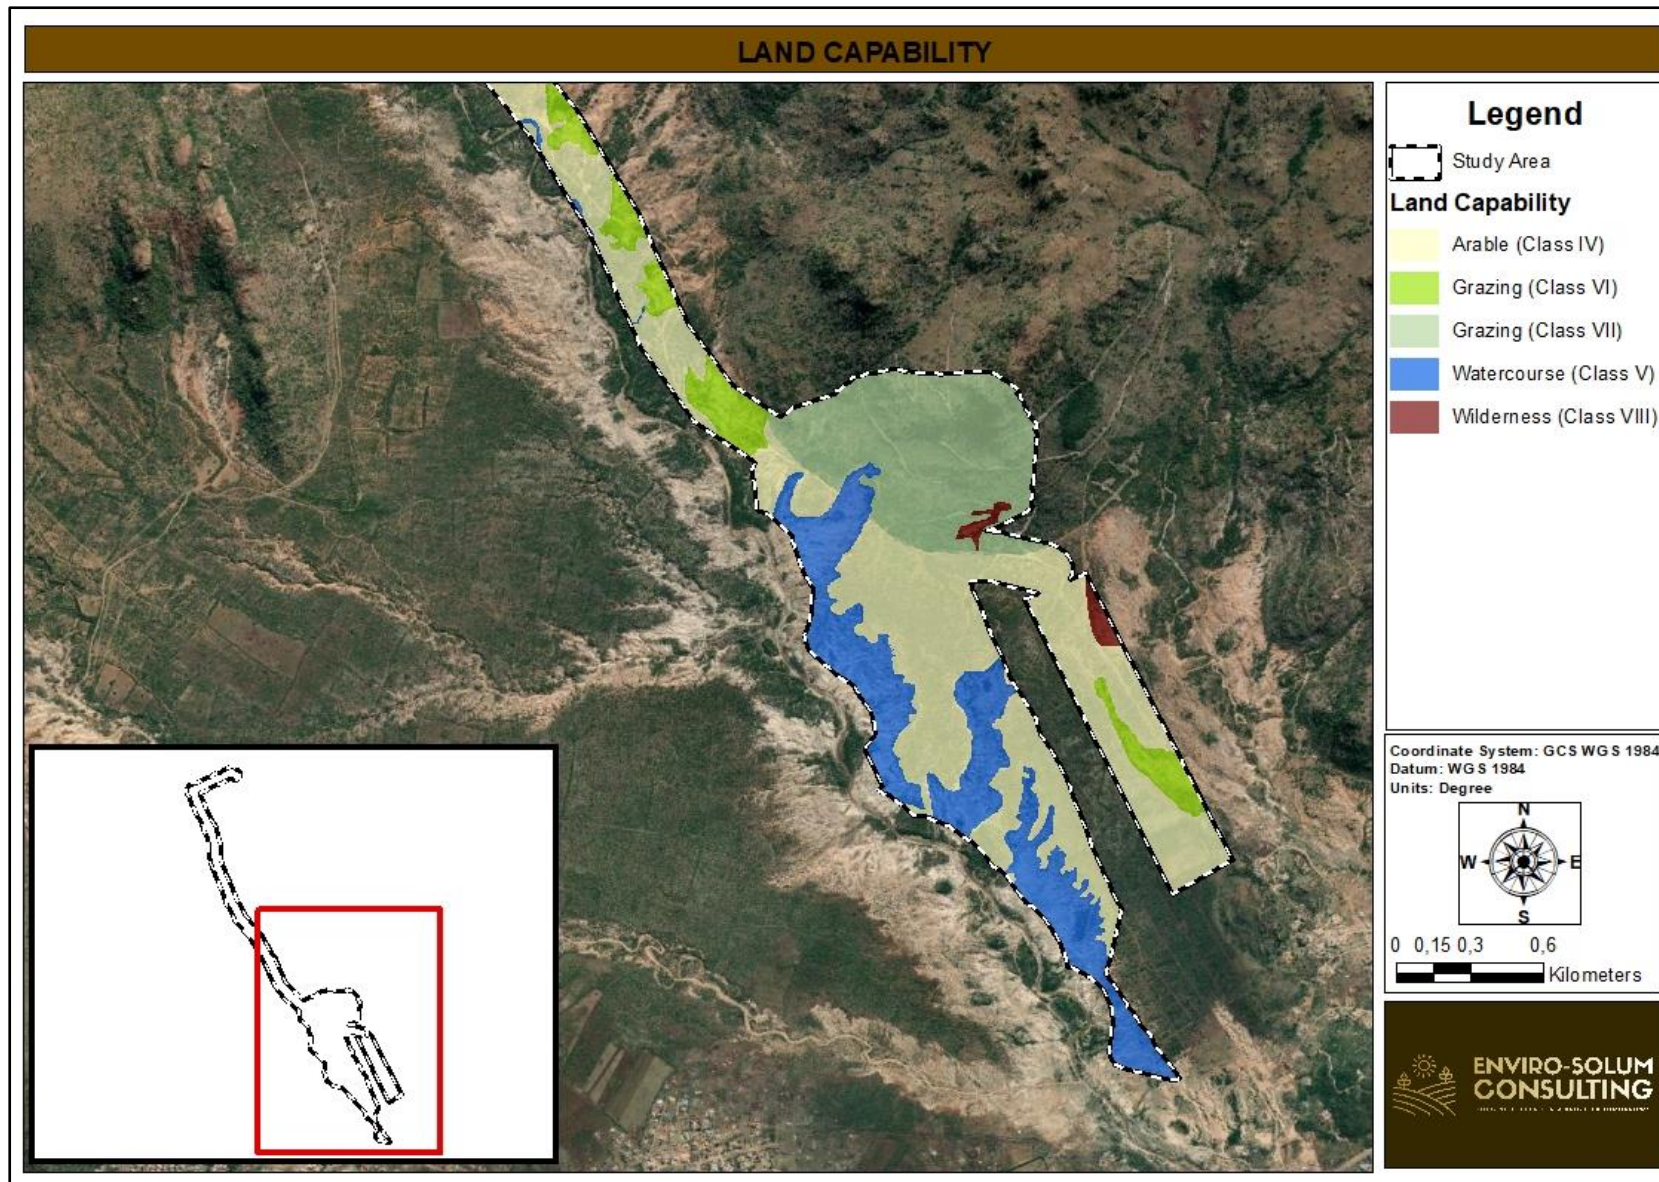 LAND CAPABILITY
Legend
Study Area
Land Capability
Arable (Class IV)
Grazing (Class VI)
Grazing (Class VII)
Watercourse (Class V)
Wilderness (Class VIII)
Coordinate System: GCS WGS 1984
Datum: WGS 1984
Units: Degree
N
W E
S
0 0,15 0,3 0,6
Kilometers
ENVIRO-SOLUM
CONSULTING